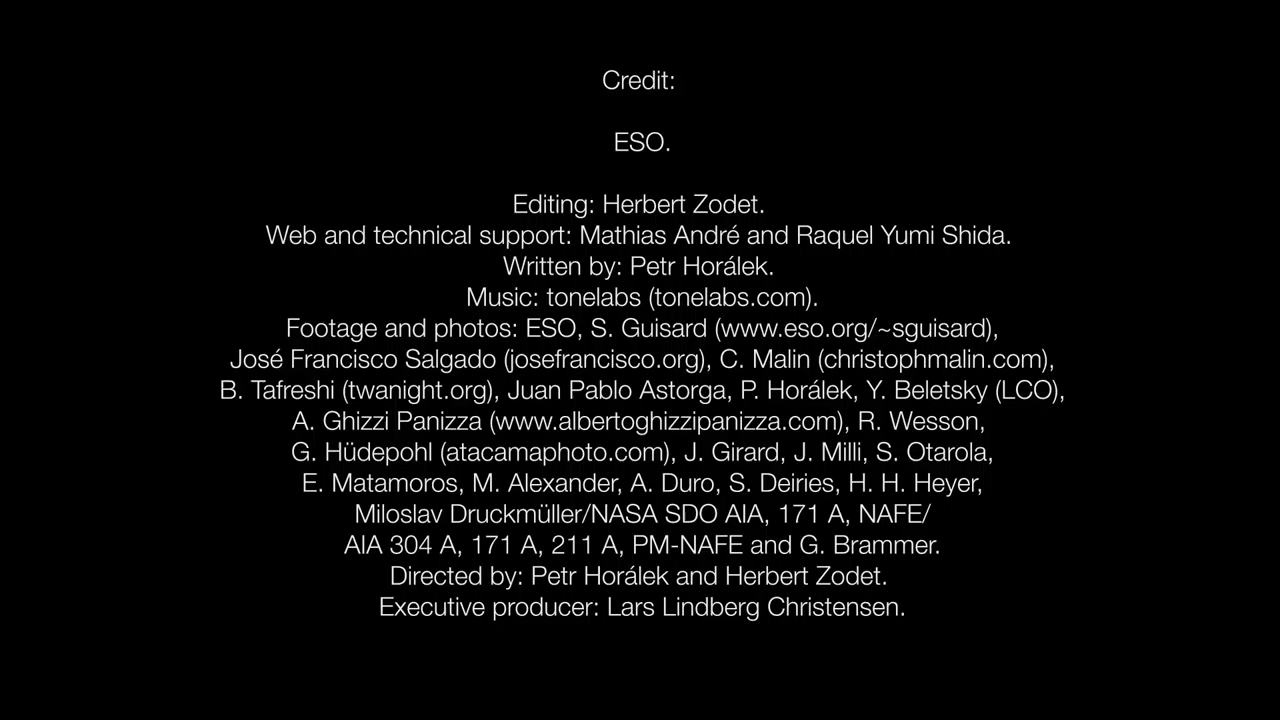 Credit:
ESO.
Editing: Herbert Zodet.
Web and technical support: Mathias André and Raquel Yumi Shida.
Written by: Petr Horálek.
Music: tonelabs (tonelabs.com).
Footage and photos: ESO, S. Guisard (www.eso.org/~sguisard),
José Francisco Salgado (josefrancisco.org), C. Malin (christophmalin.com),
B. Tafreshi (twanight.org), Juan Pablo Astorga, P. Horálek, Y. Beletsky (LCO),
A. Ghizzi Panizza (www.albertoghizzipanizza.com), R. Wesson,
G. Hüdepohl (atacamaphoto.com), J. Girard, J. Milli, S. Otarola,
E. Matamoros, M. Alexander, A. Duro, S. Deiries, H. H. Heyer,
Miloslav Druckmüller/NASA SDO AIA, 171 A, NAFE/
AIA 304 A, 171 A, 211 A, PM-NAFE and G. Brammer.
Directed by: Petr Horálek and Herbert Zodet.
Executive producer: Lars Lindberg Christensen.